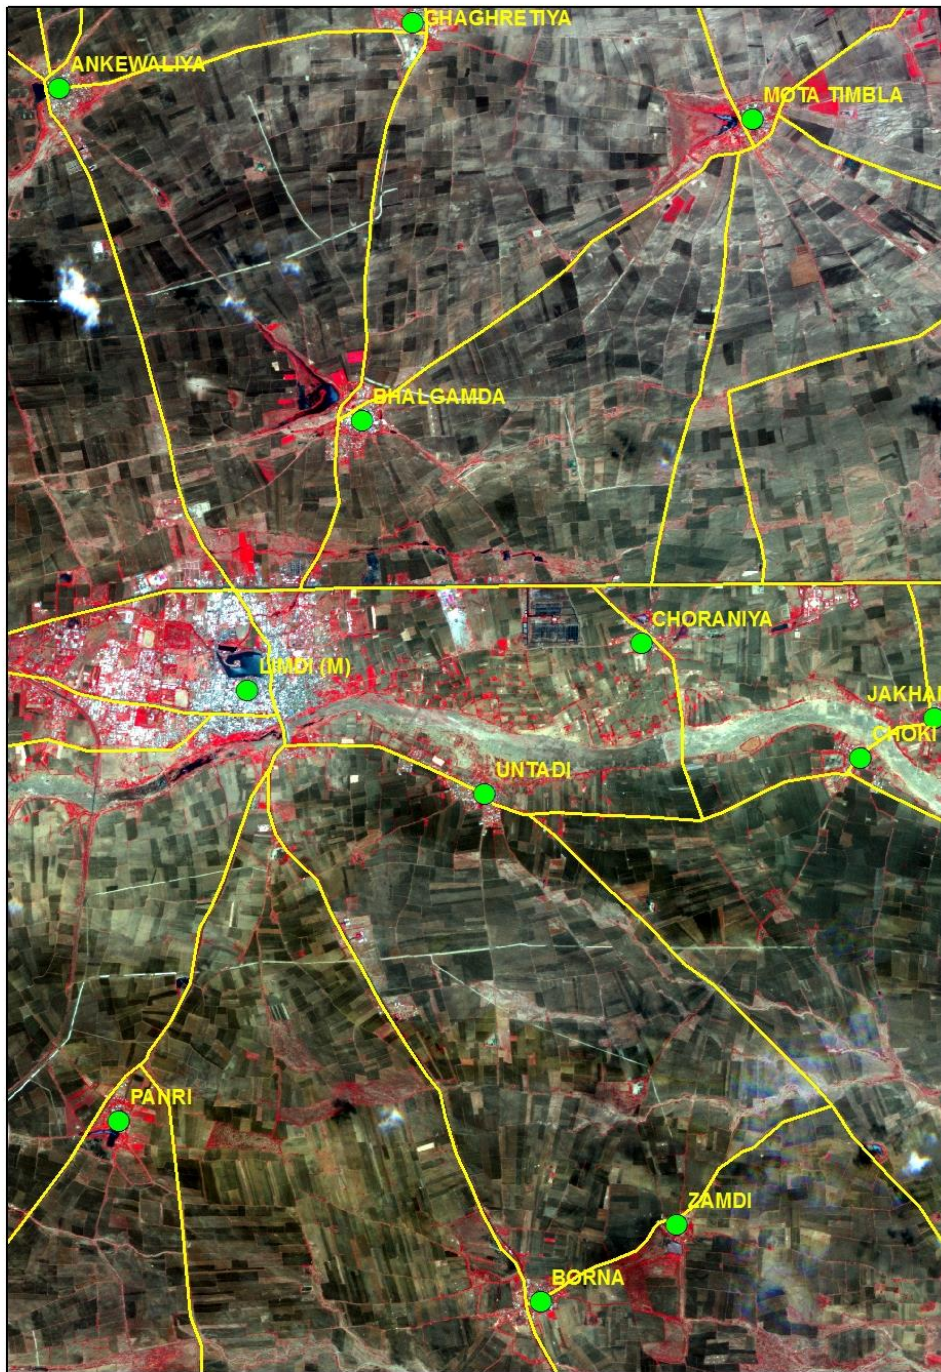 GHAGHRETIYA
ANKEWALIYA
MOTA TIMBLA
BHALGAMDA
CHORANIYA
LIMDI (M)
JAKHAN
CHOKI
UNTADI
PANRI
ZAMDI
BORNA